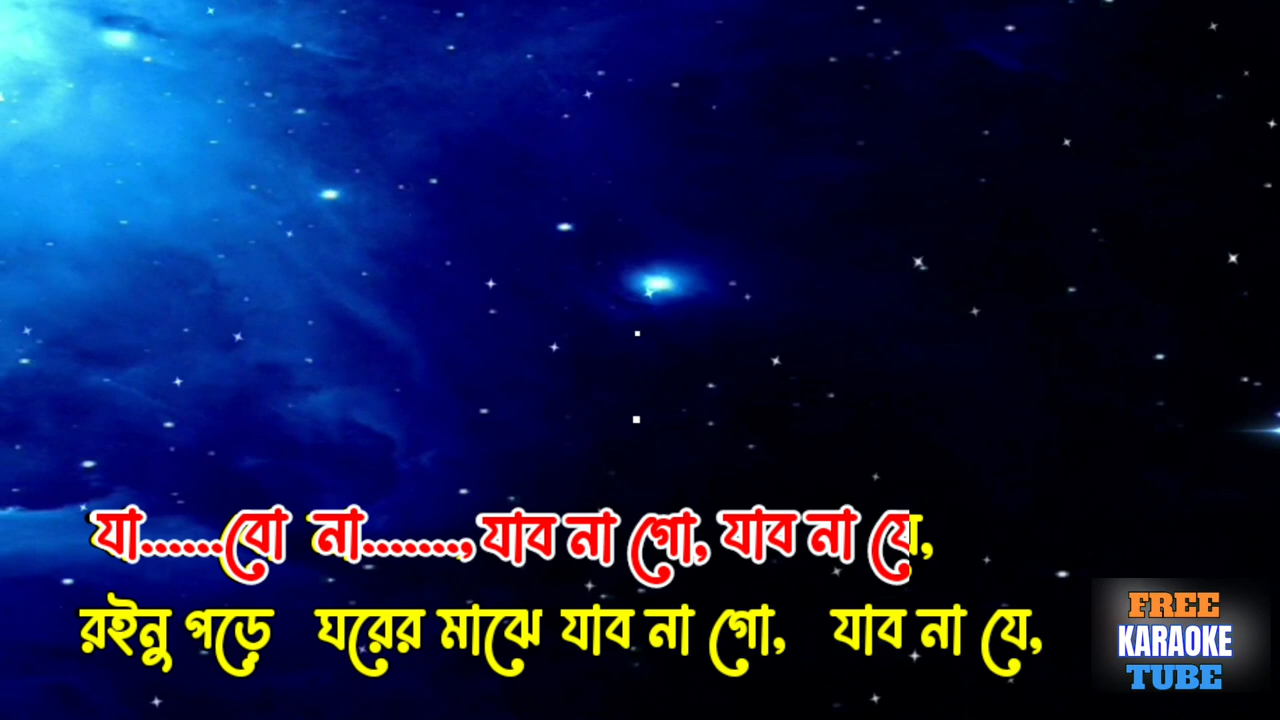 যা......বো না........, যাব না গো, যাব না যে,
রইনু পড়ে ঘরের মাঝে যাব না গো, যাব না যে,
FREE
KARAOKE
TUBE